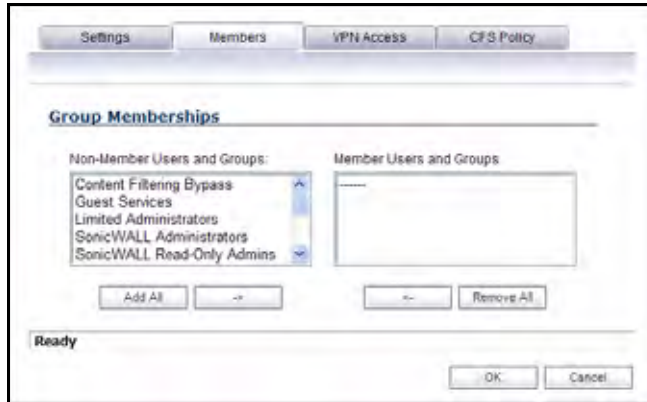 Settings Members VPN Access CFS Policy
Group Memberships
Non-Member Users and Groups: Member Users and Groups
Content Filtering Bypass
Guest Services
Limited Administrators
SonicWALL Administrators
SonicWALL Read-Only Admins
------
Add All -> <- Remove All
Ready
OK Cancel